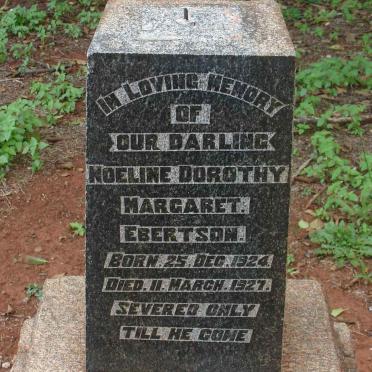 IN LOVING MEMORY
OF
OUR DARLING
NOELINE DOROTHY
MARGARET.
EBERTSON.
BORN. 25 DEC. 1924
DIED. 11. MARCH. 1927.
SEVERED ONLY
TILL HE COME